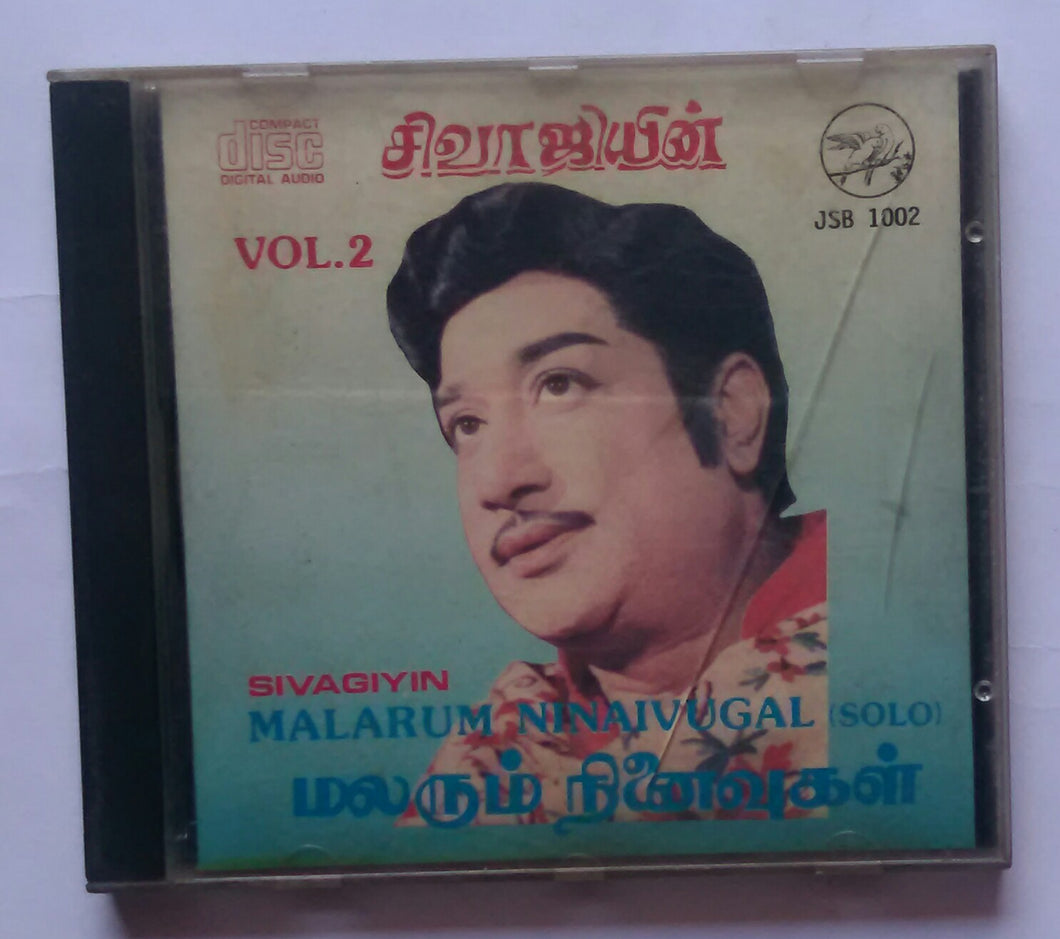 COMPACT
disc
DIGITAL AUDIO
சிவாஜியின்
JSB 1002
VOL.2
SIVAGIYIN
MALARUM NINAIVUGAL (SOLO)
மலரும் நினைவுகள்